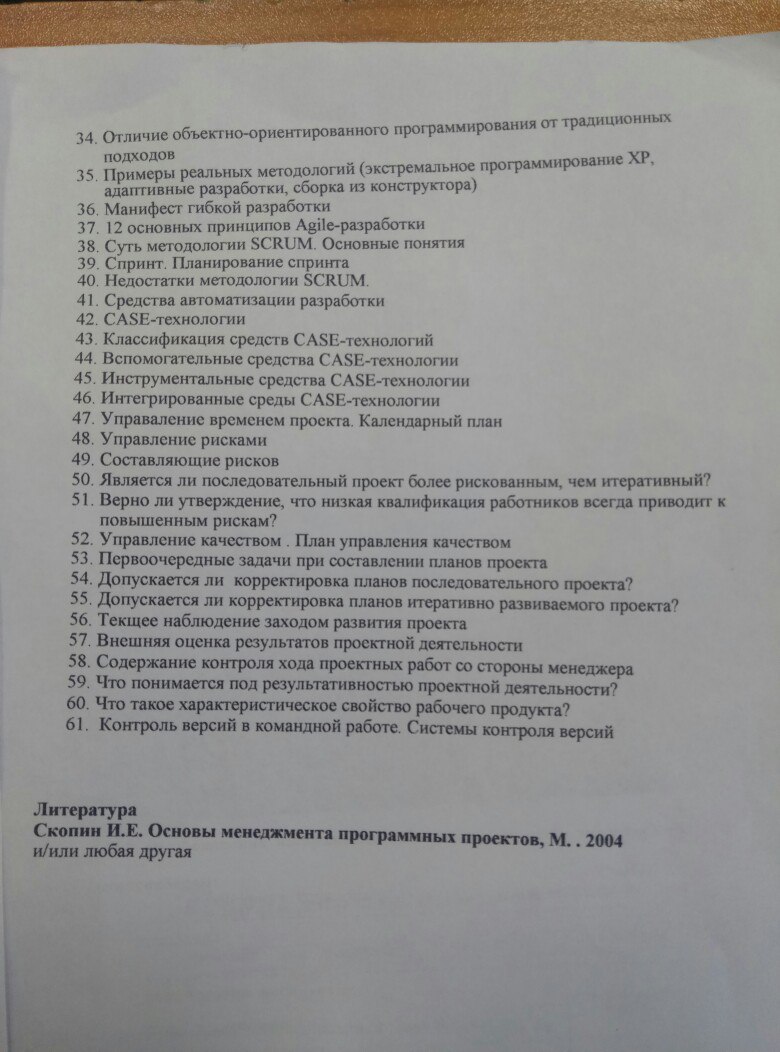 34. Отличие объектно-ориентированного программирования от традиционных
подходов
35. Примеры реальных методологий (экстремальное программирование XP,
адаптивные разработки, сборка из конструктора)
36. Манифест гибкой разработки
37. 12 основных принципов Agile-разработки
38. Суть методологии SCRUM. Основные понятия
39. Спринт. Планирование спринта
40. Недостатки методологии SCRUM.
41. Средства автоматизации разработки
42. CASE-технологии
43. Классификация средств CASE-технологий
44. Вспомогательные средства CASE-технологии
45. Инструментальные средства CASE-технологии
46. Интегрированные среды CASE-технологии
47. Управаление временем проекта. Календарный план
48. Управление рисками
49. Составляющие рисков
50. Является ли последовательный проект более рискованным, чем итеративный?
51. Верно ли утверждение, что низкая квалификация работников всегда приводит к
повышенным рискам?
52. Управление качеством . План управления качеством
53. Первоочередные задачи при составлении планов проекта
54. Допускается ли корректировка планов последовательного проекта?
55. Допускается ли корректировка планов итеративно развиваемого проекта?
56. Текщее наблюдение заходом развития проекта
57. Внешняя оценка результатов проектной деятельности
58. Содержание контроля хода проектных работ со стороны менеджера
59. Что понимается под результативностью проектной деятельности?
60. Что такое характеристическое свойство рабочего продукта?
61. Контроль версий в командной работе. Системы контроля версий
Литература
Скопин И.Е. Основы менеджмента программных проектов, М. . 2004
и/или любая другая